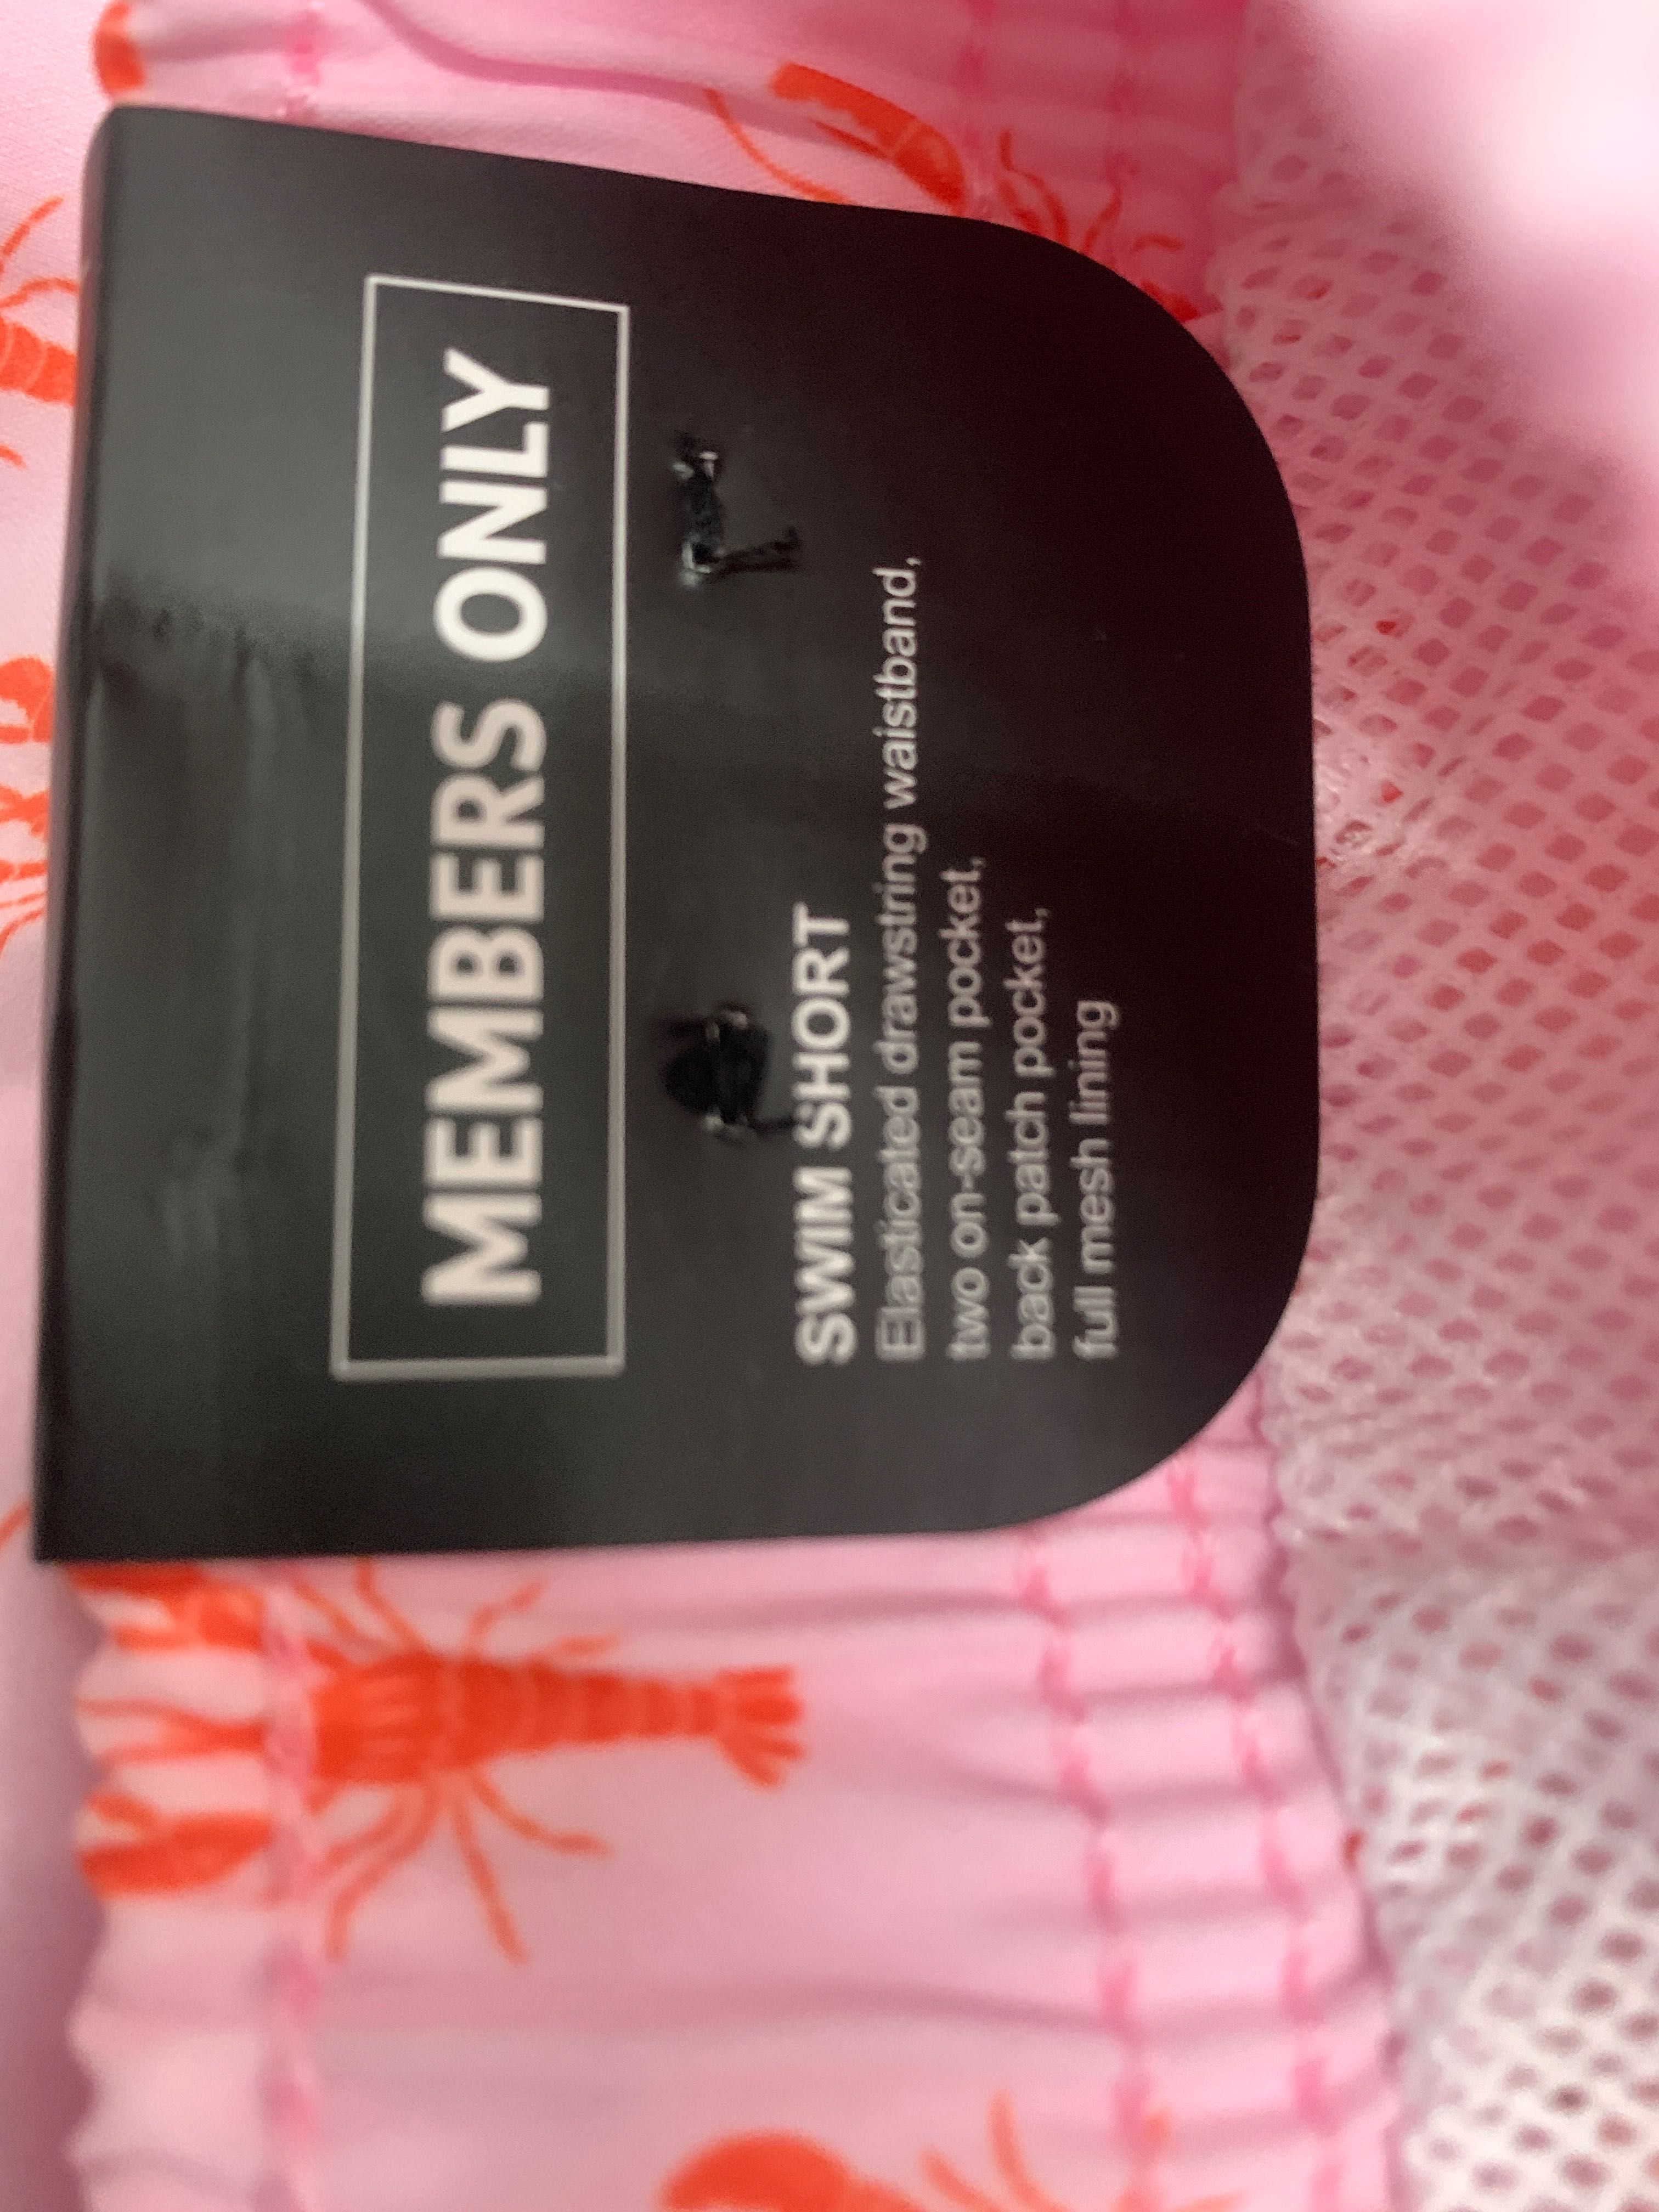 MEMBERS ONLY
SWIM SHORT
Elasticated drawstring waistband,
two on-seam pocket,
back patch pocket,
full mesh lining